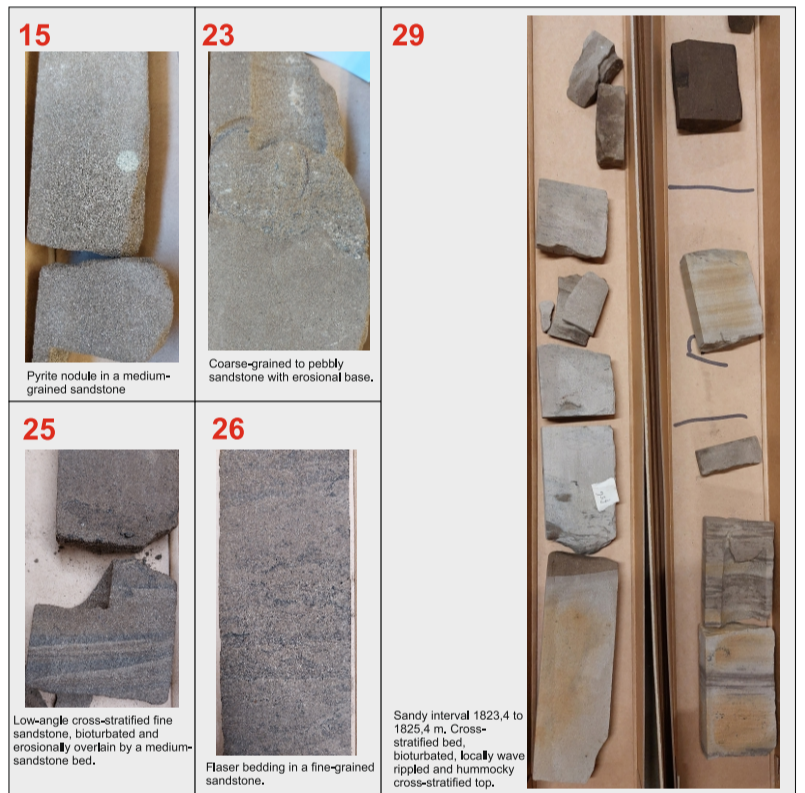 15
Pyrite nodule in a medium-
grained sandstone
23
Coarse-grained to pebbly
sandstone with erosional base.
25
Low-angle cross-stratified fine
sandstone, bioturbated and
erosionally overlain by a medium-
sandstone bed.
26
Flaser bedding in a fine-grained
sandstone.
29
Sandy interval 1823,4 to
1825,4 m. Cross-
stratified bed,
bioturbated, locally wave
rippled and hummocky
cross-stratified top.